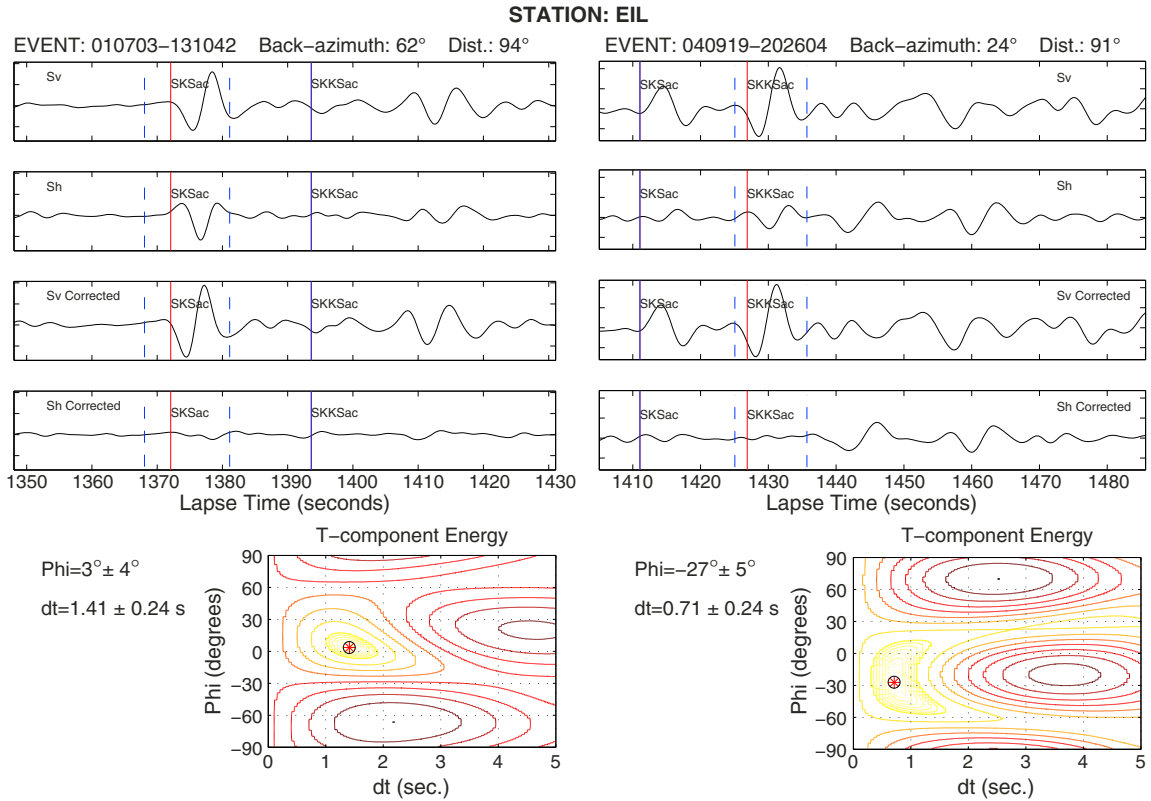 STATION: EIL
EVENT: 010703−131042 Back−azimuth: 62° Dist.: 94°
Sv
SKSac
SKKSac
Sh
SKSac
SKKSac
Sv Corrected
SKSac
SKKSac
Sh Corrected
SKSac
SKKSac
1350 1360 1370 1380 1390 1400 1410 1420 1430
Lapse Time (seconds)
Phi=3°± 4°
dt=1.41 ± 0.24 s
T−component Energy
90
60
30
0
−30
−60
−90
Phi (degrees)
0 1 2 3 4 5
dt (sec.)
EVENT: 040919−202604 Back−azimuth: 24° Dist.: 91°
SKSac
SKKSac
Sv
SKSac
SKKSac
Sh
SKSac
SKKSac
Sv Corrected
SKSac
SKKSac
Sh Corrected
1410 1420 1430 1440 1450 1460 1470 1480
Lapse Time (seconds)
Phi=−27°± 5°
dt=0.71 ± 0.24 s
T−component Energy
90
60
30
0
−30
−60
−90
Phi (degrees)
0 1 2 3 4 5
dt (sec.)